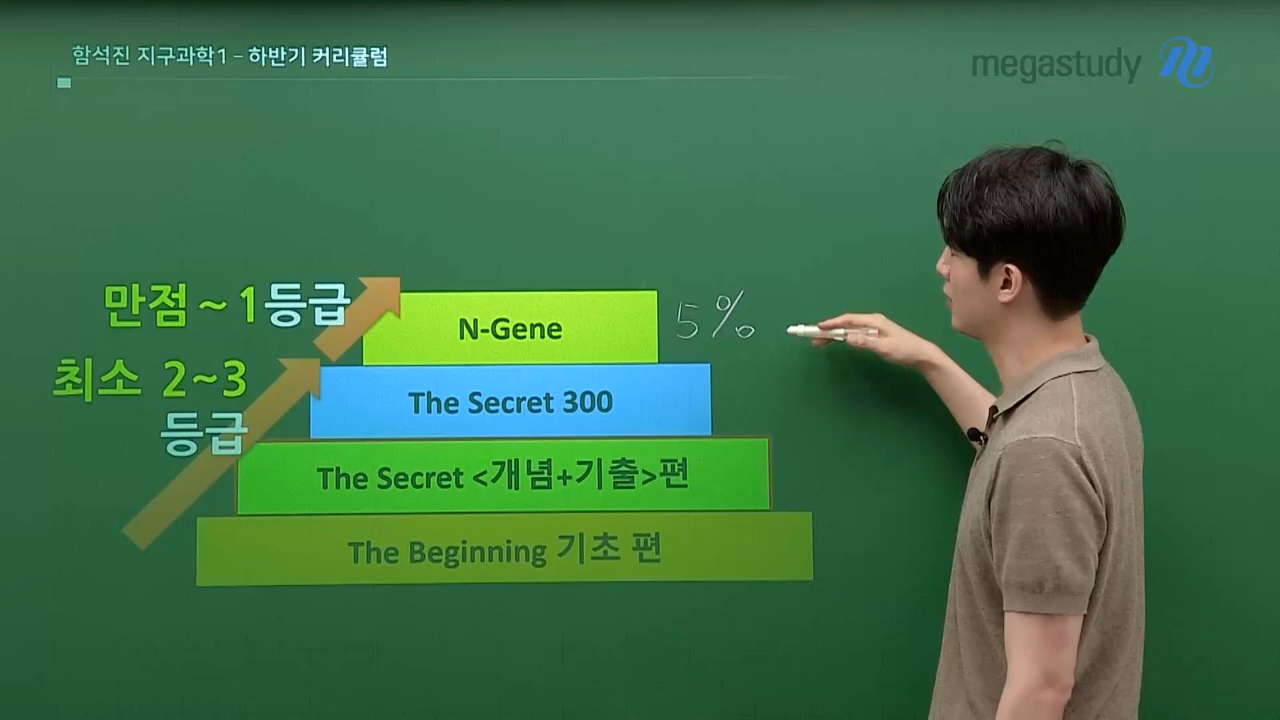 함석진 지구과학1 - 하반기 커리큘럼
megastudy
만점 ~ 1등급
N-Gene
5%
최소 2~3
등급
The Secret 300
The Secret <개념+기출>편
The Beginning 기초 편